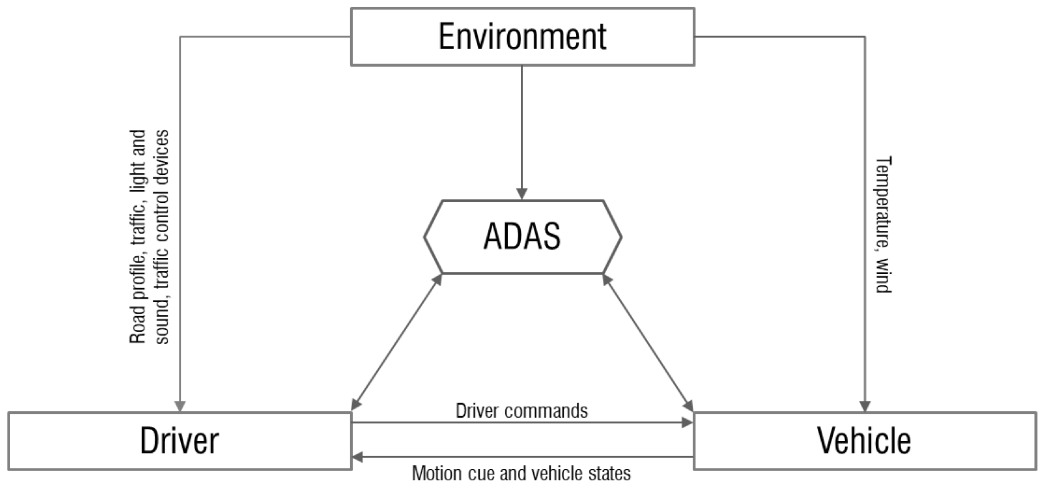 Environment
Road profile, traffic, light and
sound, traffic control devices
Temperature, wind
ADAS
Driver commands
Driver
Vehicle
Motion cue and vehicle states